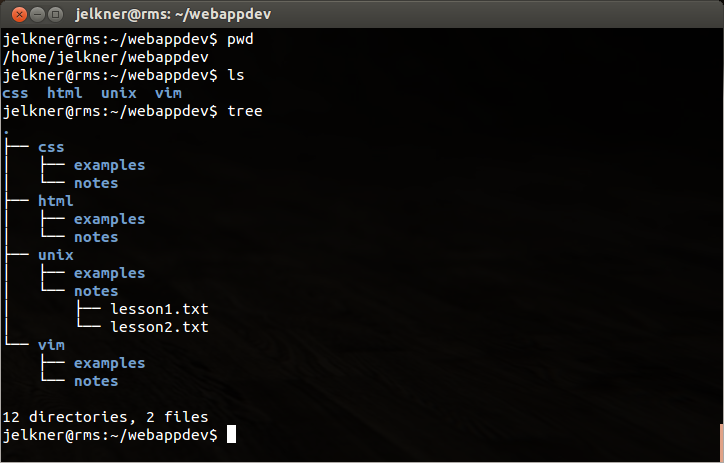 jelkner@rms: ~/webappdev
jelkner@rms:~/webappdev$ pwd
/home/jelkner/webappdev
jelkner@rms:~/webappdev$ ls
css  html  unix  vim
jelkner@rms:~/webappdev$ tree
.
├── css
│   ├── examples
│   └── notes
├── html
│   ├── examples
│   └── notes
├── unix
│   ├── examples
│   └── notes
│       ├── lesson1.txt
│       └── lesson2.txt
└── vim
    ├── examples
    └── notes

12 directories, 2 files
jelkner@rms:~/webappdev$